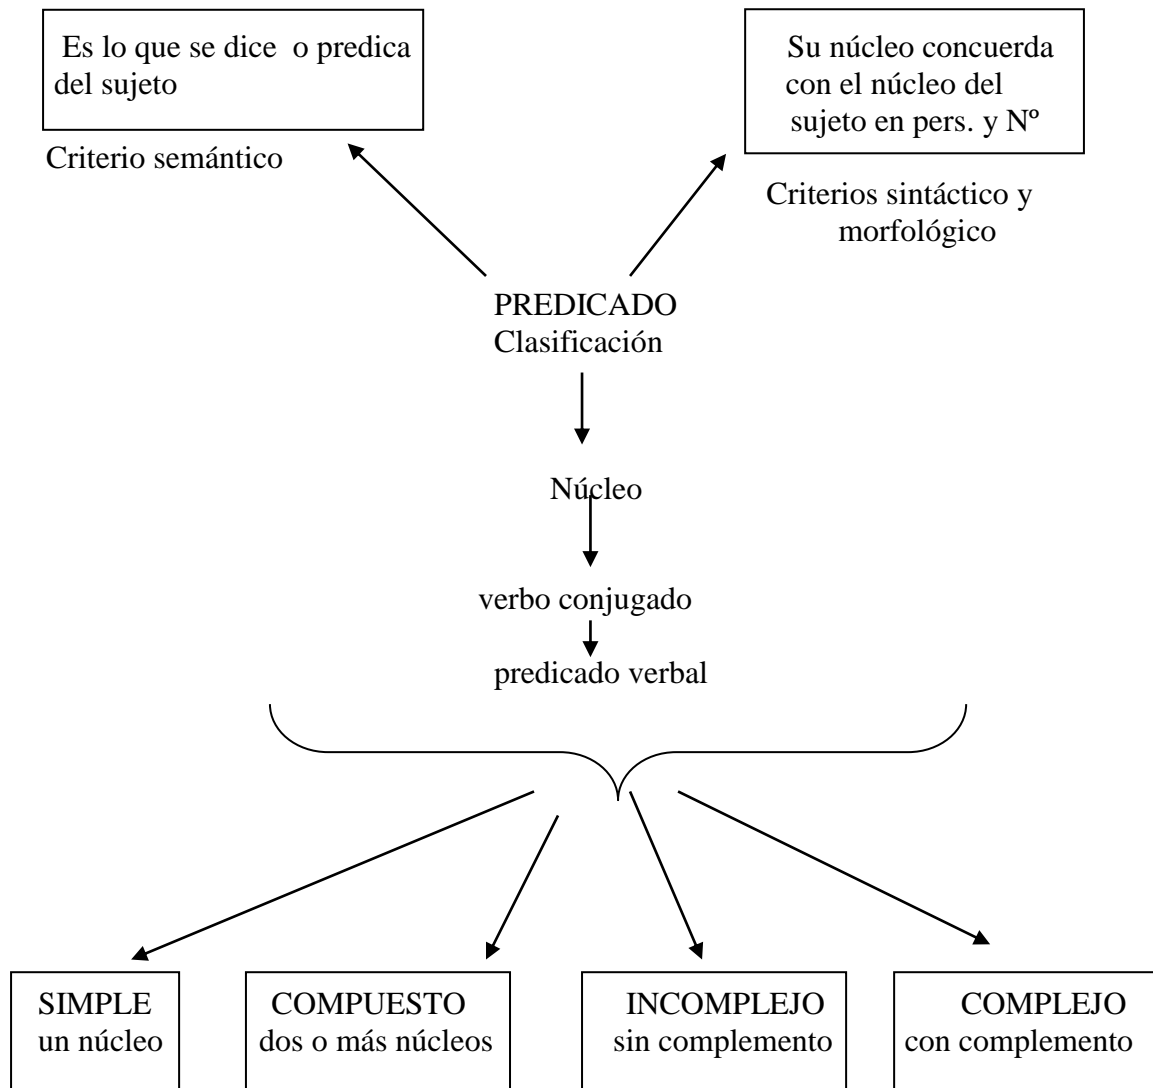 Es lo que se dice o predica
del sujeto
Criterio semántico
Su núcleo concuerda
con el núcleo del
sujeto en pers. y Nº
Criterios sintáctico y
morfológico
PREDICADO
Clasificación
Núcleo
verbo conjugado
predicado verbal
SIMPLE
un núcleo
COMPUESTO
dos o más núcleos
INCOMPLEJO
sin complemento
COMPLEJO
con complemento